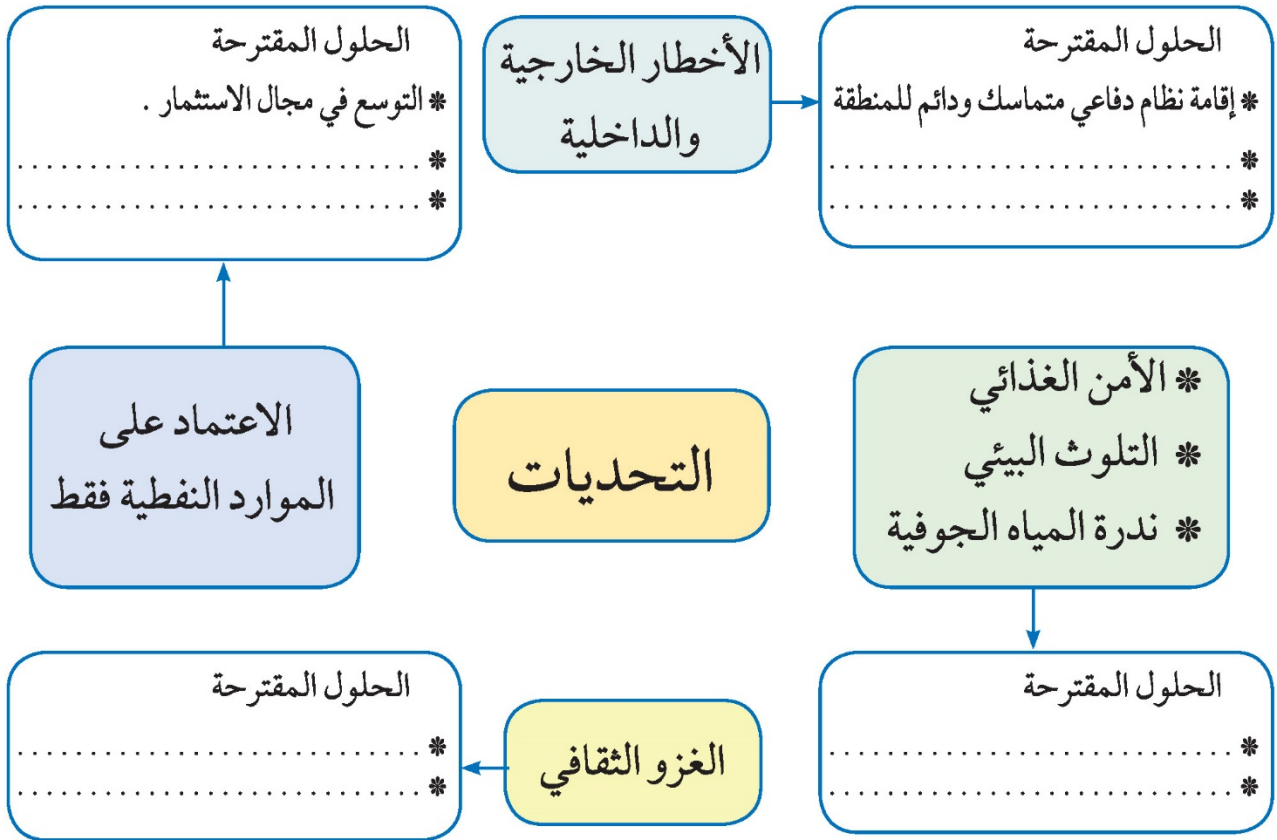 الأخطار الخارجية
والداخلية
الحلول المقترحة
* إقامة نظام دفاعي متماسك ودائم للمنطقة
* ........................................
* ........................................
الحلول المقترحة
* التوسع في مجال الاستثمار .
* ........................................
* ........................................
* الأمن الغذائي
* التلوث البيئي
* ندرة المياه الجوفية
التحديات
الاعتماد على
الموارد النفطية فقط
الحلول المقترحة
* ........................................
* ........................................
الغزو الثقافي
الحلول المقترحة
* ........................................
* ........................................